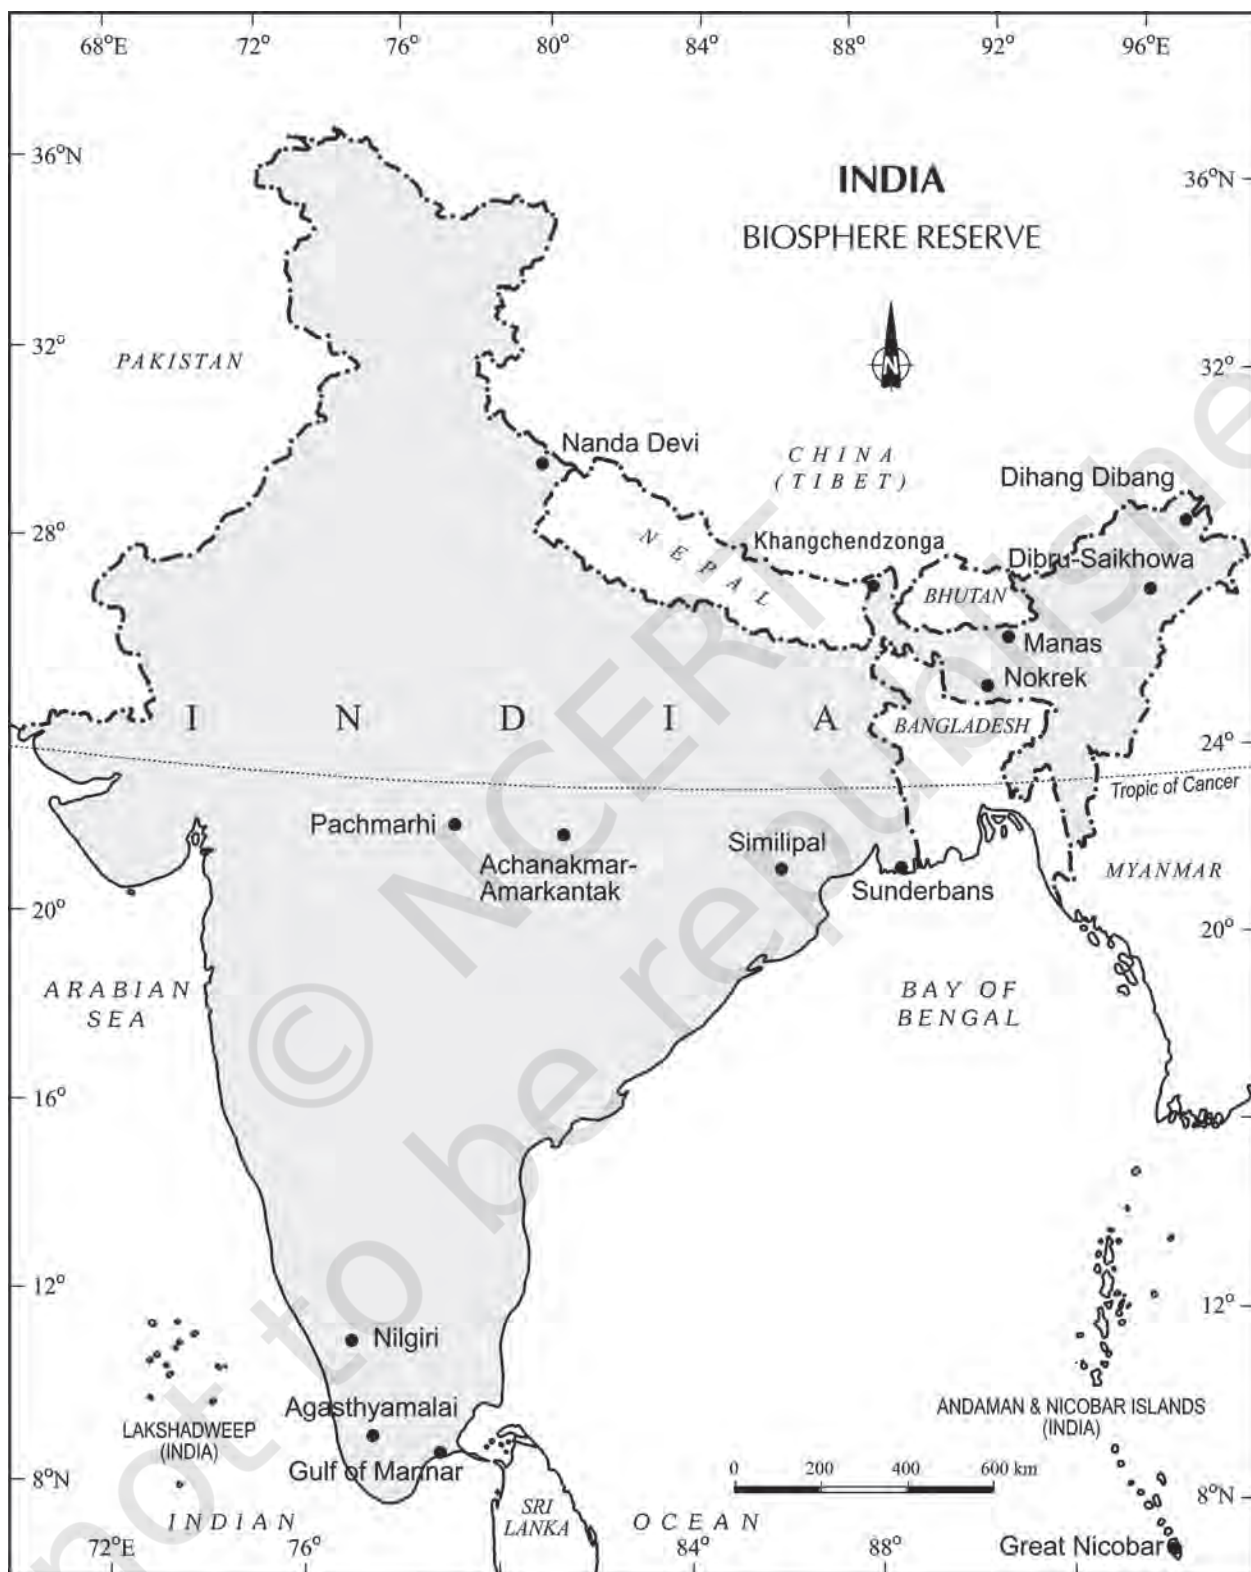 68°E 72° 76° 80° 84° 88° 92° 96°E
36°N
INDIA
36°N
BIOSPHERE RESERVE
N
32°
PAKISTAN
32°
Nanda Devi
CHINA
(TIBET)
Dihang Dibang
28°
NEPAL
Khangchendzonga
28°
Dibru-Saikhowa
BHUTAN
Manas
Nokrek
I N D I A
BANGLADESH
24°
Tropic of Cancer
Pachmarhi
Achanakmar-
Amarkantak
Similipal
Sunderbans
MYANMAR
20°
20°
ARABIAN
SEA
BAY OF
BENGAL
16°
12°
12°
Nilgiri
Agasthyamalai
LAKSHADWEEP
(INDIA)
ANDAMAN & NICOBAR ISLANDS
(INDIA)
Gulf of Mannar
8°N
0 200 400 600 km
8°N
SRI
LANKA
INDIAN OCEAN
72°E 76° 84° 88°
Great Nicobar
© NCERT
not to be republishe